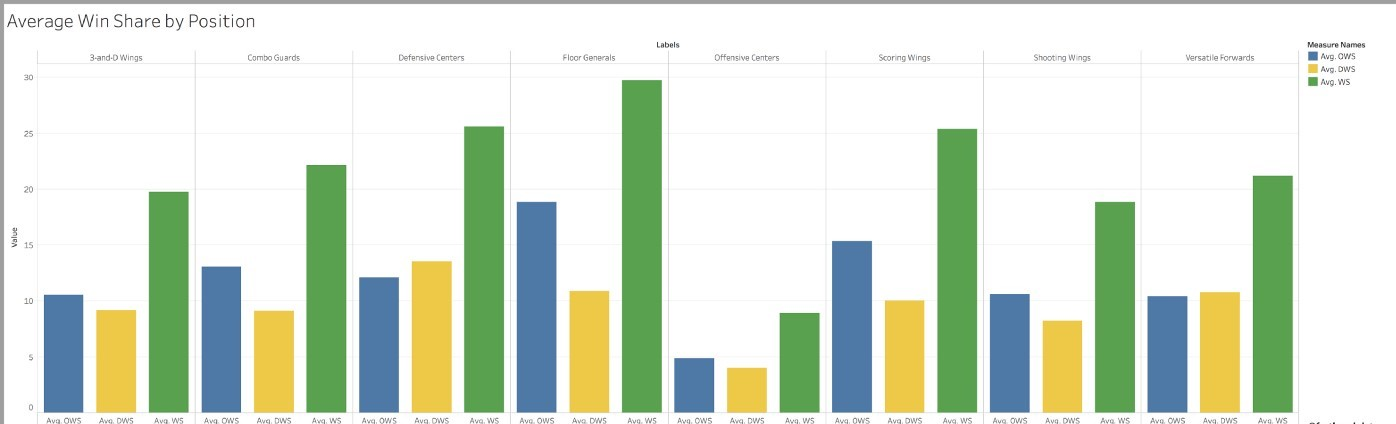 Average Win Share by Position
Labels
Measure Names
3-and-D Wings Combo Guards Defensive Centers Floor Generals Offensive Centers Scoring Wings Shooting Wings Versatile Forwards
Avg. OWS
Avg. DWS
Avg. WS
30
25
20
15
10
5
0
Value
Avg. OWS Avg. DWS Avg. WS Avg. OWS Avg. DWS Avg. WS Avg. OWS Avg. DWS Avg. WS Avg. OWS Avg. DWS Avg. WS Avg. OWS Avg. DWS Avg. WS Avg. OWS Avg. DWS Avg. WS Avg. OWS Avg. DWS Avg. WS Avg. OWS Avg. DWS Avg. WS